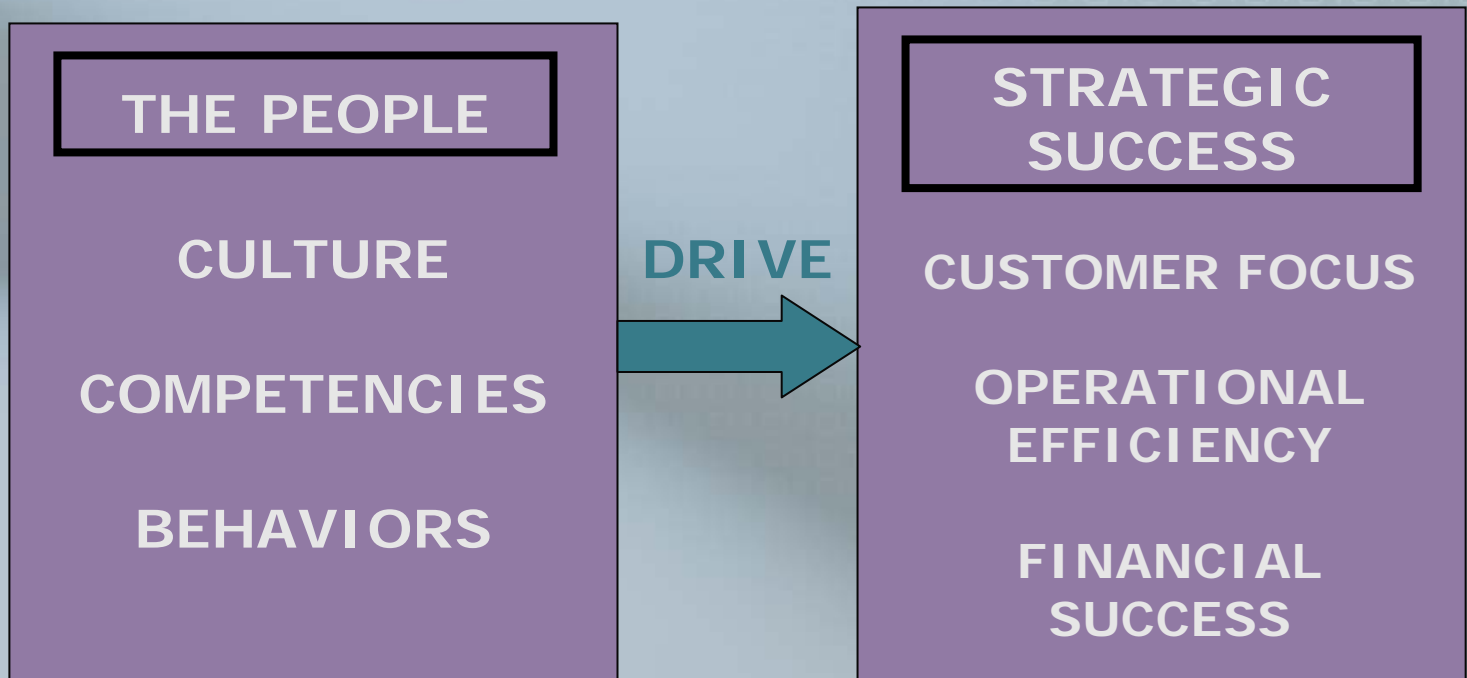 THE PEOPLE
CULTURE
COMPETENCIES
BEHAVIORS
DRIVE
STRATEGIC
SUCCESS
CUSTOMER FOCUS
OPERATIONAL
EFFICIENCY
FINANCIAL
SUCCESS